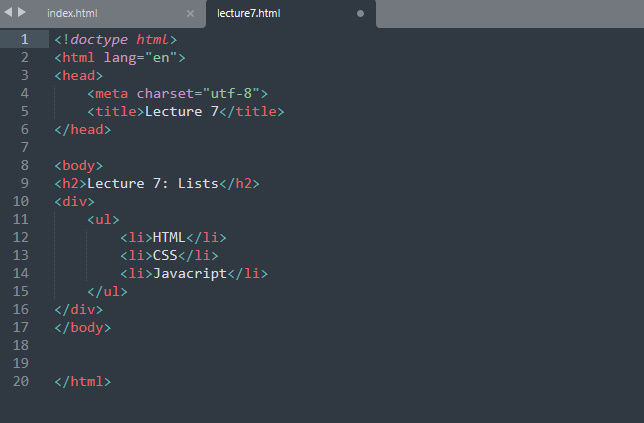 index.html × lecture7.html
1 <!doctype html>
2 <html lang="en">
3 <head>
4     <meta charset="utf-8">
5     <title>Lecture 7</title>
6 </head>
7
8 <body>
9 <h2>Lecture 7: Lists</h2>
10 <div>
11     <ul>
12         <li>HTML</li>
13         <li>CSS</li>
14         <li>Javacript</li>
15     </ul>
16 </div>
17 </body>
18
19
20 </html>